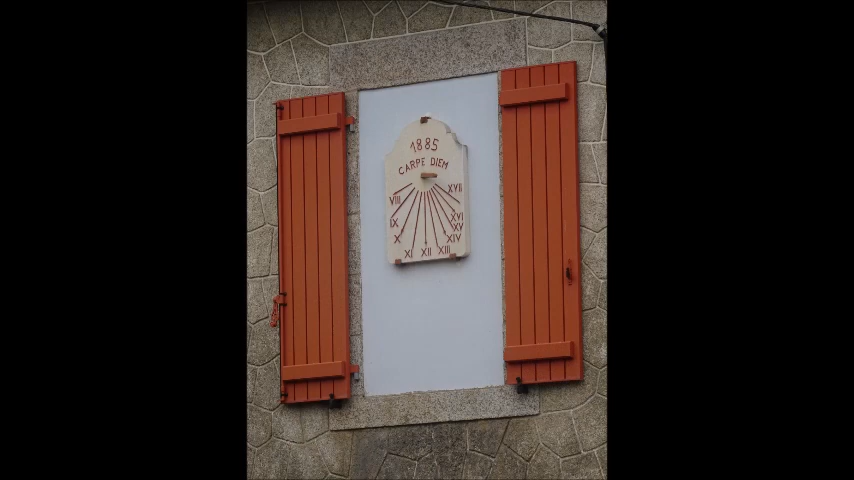 1885
CARPE DIEM
VIII XVII
IX XVI
X XV
XIV
XI XII XIII